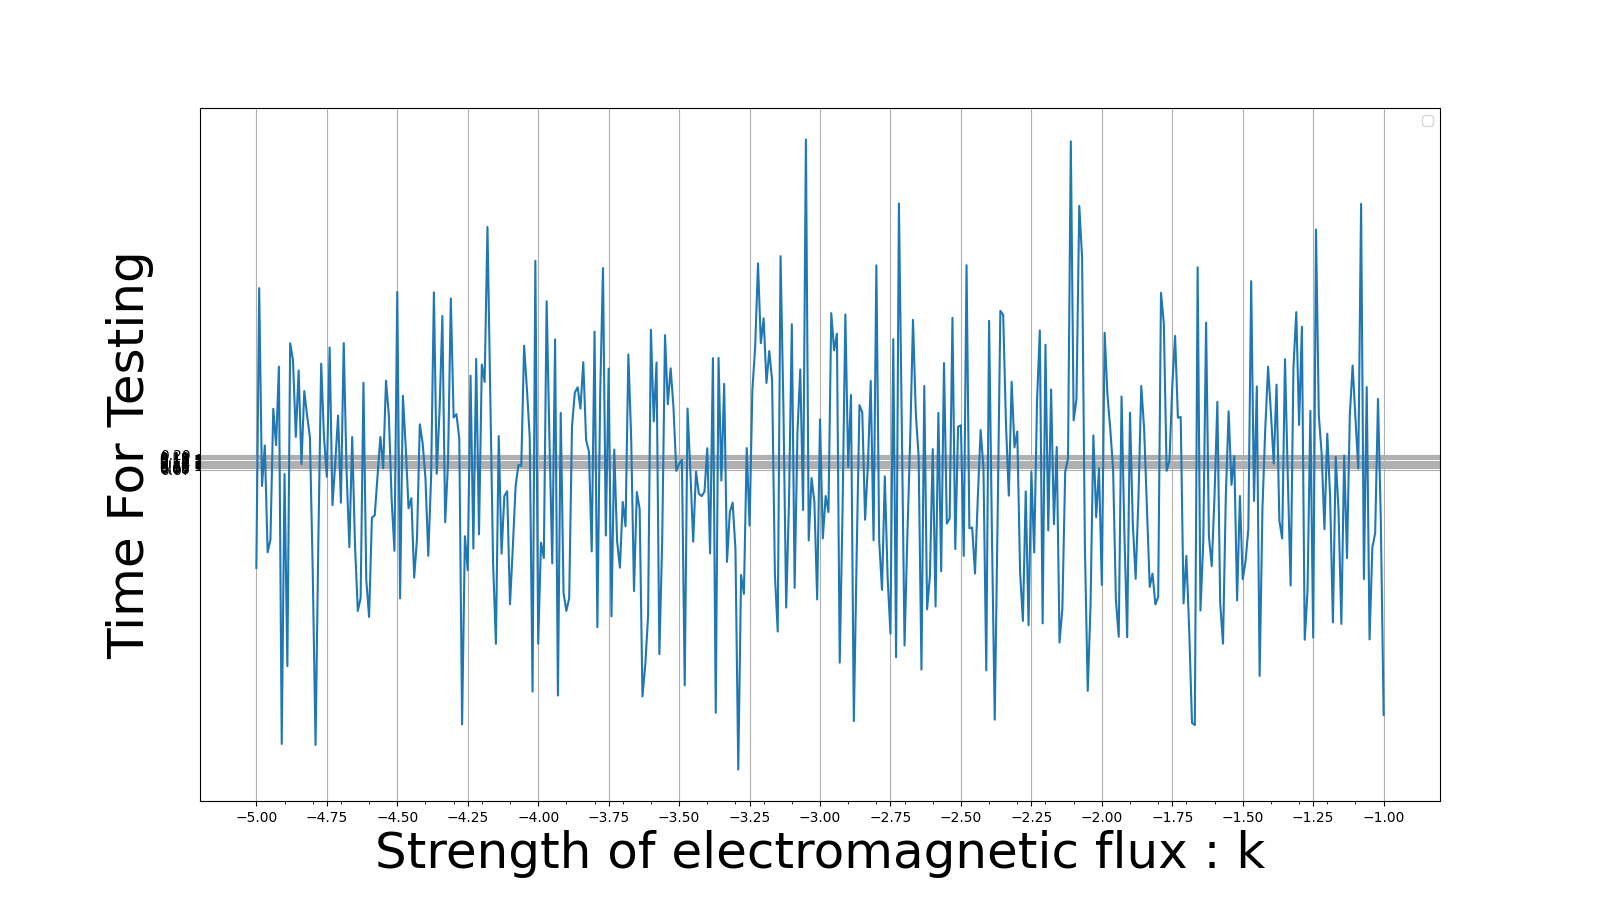 Time For Testing
−5.00 −4.75 −4.50 −4.25 −4.00 −3.75 −3.50 −3.25 −3.00 −2.75 −2.50 −2.25 −2.00 −1.75 −1.50 −1.25 −1.00
Strength of electromagnetic flux : k